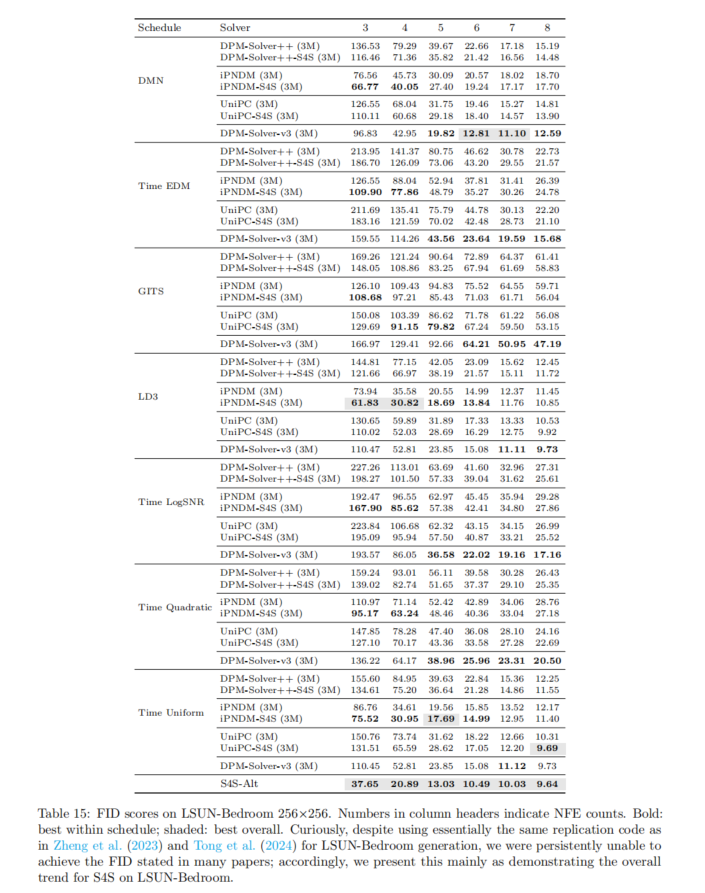 Schedule Solver 3 4 5 6 7 8
DPM-Solver++ (3M) 136.53 79.29 39.67 22.66 17.18 15.19
DPM-Solver++-S4S (3M) 116.46 71.36 35.82 21.42 16.56 14.48
DMN
iPNDM (3M) 76.56 45.73 30.09 20.57 18.02 18.70
iPNDM-S4S (3M) 66.77 40.05 27.40 19.24 17.17 17.70
UniPC (3M) 126.55 68.04 31.75 19.46 15.27 14.81
UniPC-S4S (3M) 110.11 60.68 29.18 18.40 14.57 13.90
DPM-Solver-v3 (3M) 96.83 42.95 19.82 12.81 11.10 12.59
DPM-Solver++ (3M) 213.95 141.37 80.75 46.62 30.78 22.73
DPM-Solver++-S4S (3M) 186.70 126.09 73.06 43.20 29.55 21.57
Time EDM
iPNDM (3M) 126.55 88.04 52.94 37.81 31.41 26.39
iPNDM-S4S (3M) 109.90 77.86 48.79 35.27 30.26 24.78
UniPC (3M) 211.69 135.41 75.79 44.78 30.13 22.20
UniPC-S4S (3M) 183.16 121.59 70.02 42.48 28.73 21.10
DPM-Solver-v3 (3M) 159.55 114.26 43.56 23.64 19.59 15.68
DPM-Solver++ (3M) 169.26 121.24 90.64 72.89 64.37 61.41
DPM-Solver++-S4S (3M) 148.05 108.86 83.25 67.94 61.69 58.83
GITS
iPNDM (3M) 126.10 109.43 94.83 75.52 64.55 59.71
iPNDM-S4S (3M) 108.68 97.21 85.43 71.03 61.71 56.04
UniPC (3M) 150.08 103.39 86.62 71.78 61.22 56.08
UniPC-S4S (3M) 129.69 91.15 79.82 67.24 59.50 53.15
DPM-Solver-v3 (3M) 166.97 129.41 92.66 64.21 50.95 47.19
DPM-Solver++ (3M) 144.81 77.15 42.05 23.09 15.62 12.45
DPM-Solver++-S4S (3M) 121.66 66.97 38.19 21.57 15.11 11.72
LD3
iPNDM (3M) 73.94 35.58 20.55 14.99 12.37 11.45
iPNDM-S4S (3M) 61.83 30.82 18.69 13.84 11.76 10.85
UniPC (3M) 130.65 59.89 31.89 17.33 13.33 10.53
UniPC-S4S (3M) 110.02 52.03 28.69 16.29 12.75 9.92
DPM-Solver-v3 (3M) 110.47 52.81 23.85 15.08 11.11 9.73
DPM-Solver++ (3M) 227.26 113.01 63.69 41.60 32.96 27.31
DPM-Solver++-S4S (3M) 198.27 101.50 57.33 39.04 31.62 25.61
Time LogSNR
iPNDM (3M) 192.47 96.55 62.97 45.45 35.94 29.28
iPNDM-S4S (3M) 167.90 85.62 57.38 42.41 34.80 27.86
UniPC (3M) 223.84 106.68 62.32 43.15 34.15 26.99
UniPC-S4S (3M) 195.09 95.94 57.50 40.87 33.21 25.52
DPM-Solver-v3 (3M) 193.57 86.05 36.58 22.02 19.16 17.16
DPM-Solver++ (3M) 159.24 93.01 56.11 39.58 30.28 26.43
DPM-Solver++-S4S (3M) 139.02 82.74 51.65 37.37 29.10 25.35
Time Quadratic
iPNDM (3M) 110.97 71.14 52.42 42.89 34.06 28.76
iPNDM-S4S (3M) 95.17 63.24 48.46 40.36 33.04 27.18
UniPC (3M) 147.85 78.28 47.40 36.08 28.10 24.16
UniPC-S4S (3M) 127.10 70.17 43.36 33.58 27.28 22.69
DPM-Solver-v3 (3M) 136.22 64.17 38.96 25.96 23.31 20.50
DPM-Solver++ (3M) 155.60 84.95 39.63 22.84 15.36 12.25
DPM-Solver++-S4S (3M) 134.61 75.20 36.64 21.28 14.86 11.55
Time Uniform
iPNDM (3M) 86.76 34.61 19.56 15.85 13.52 12.17
iPNDM-S4S (3M) 75.52 30.95 17.69 14.99 12.95 11.40
UniPC (3M) 150.76 73.74 31.62 18.22 12.66 10.31
UniPC-S4S (3M) 131.51 65.59 28.62 17.05 12.20 9.69
DPM-Solver-v3 (3M) 110.45 52.81 23.85 15.08 11.12 9.73
S4S-Alt 37.65 20.89 13.03 10.49 10.03 9.64
Table 15: FID scores on LSUN-Bedroom 256×256. Numbers in column headers indicate NFE counts. Bold:
best within schedule; shaded: best overall. Curiously, despite using essentially the same replication code as
in Zheng et al. (2023) and Tong et al. (2024) for LSUN-Bedroom generation, we were persistently unable to
achieve the FID stated in many papers; accordingly, we present this mainly as demonstrating the overall
trend for S4S on LSUN-Bedroom.